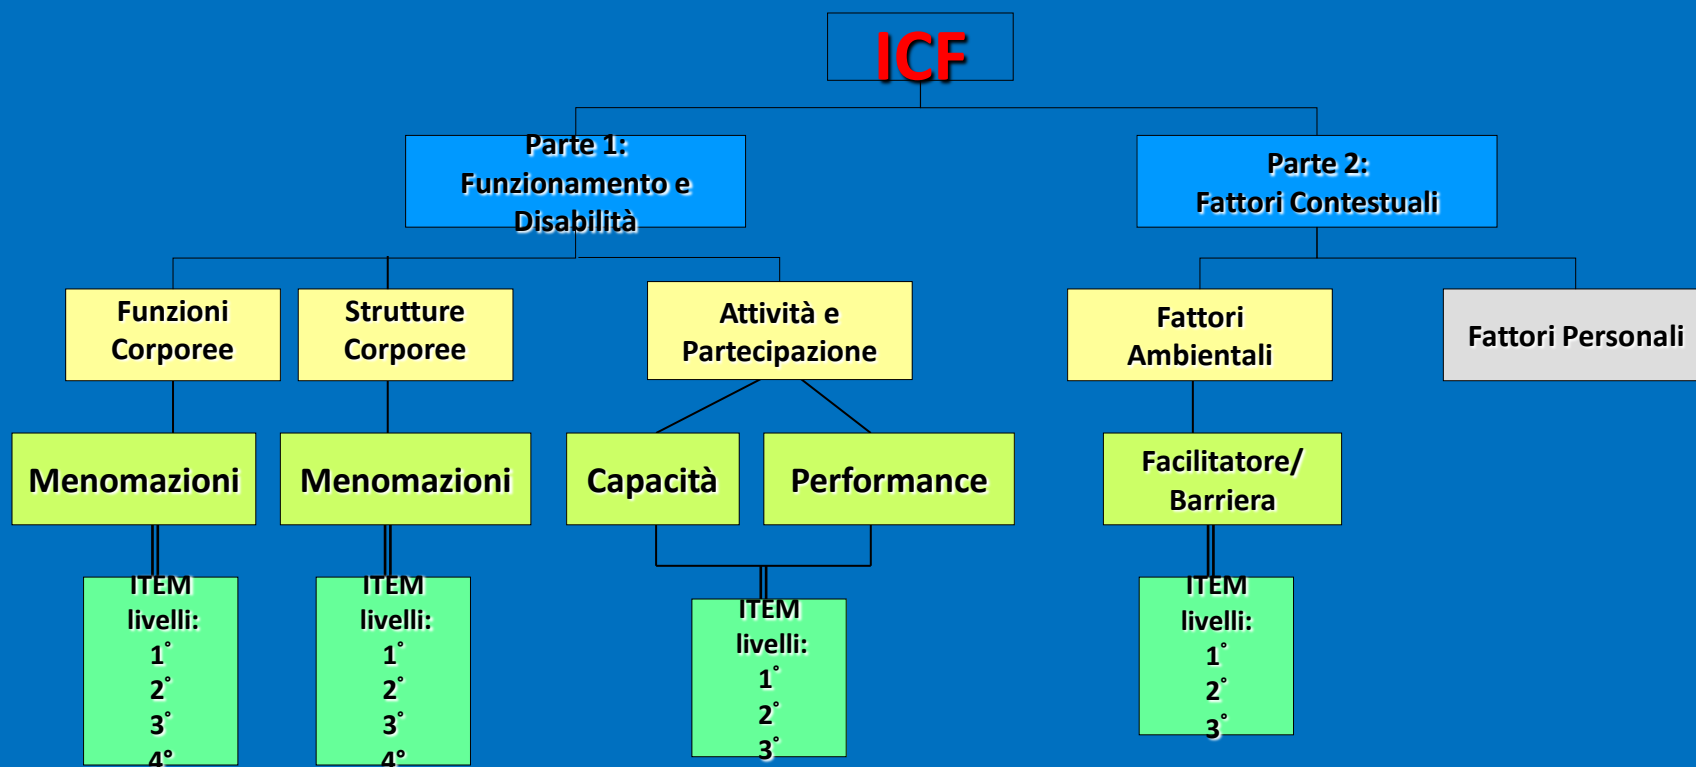 ICF
Parte 1:
Funzionamento e
Disabilità
Parte 2:
Fattori Contestuali
Funzioni
Corporee
Strutture
Corporee
Attività e
Partecipazione
Fattori
Ambientali
Fattori Personali
Menomazioni
Menomazioni
Capacità
Performance
Facilitatore/
Barriera
ITEM
livelli:
1°
2°
3°
4°
ITEM
livelli:
1°
2°
3°
4°
ITEM
livelli:
1°
2°
3°
ITEM
livelli:
1°
2°
3°